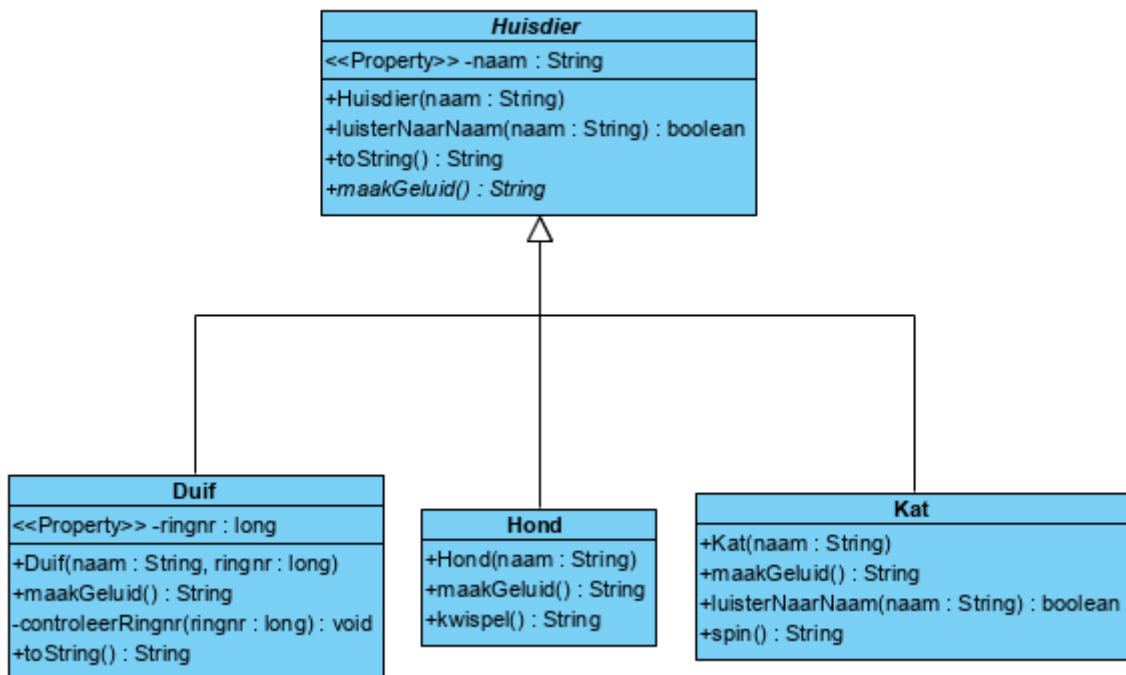 Huisdier
<<Property>> -naam : String
+Huisdier(naam : String)
+luisterNaarNaam(naam : String) : boolean
+toString() : String
+maakGeluid() : String
Duif
<<Property>> -ringnr : long
+Duif(naam : String, ringnr : long)
+maakGeluid() : String
-controleerRingnr(ringnr : long) : void
+toString() : String
Hond
+Hond(naam : String)
+maakGeluid() : String
+kwispel() : String
Kat
+Kat(naam : String)
+maakGeluid() : String
+luisterNaarNaam(naam : String) : boolean
+spin() : String